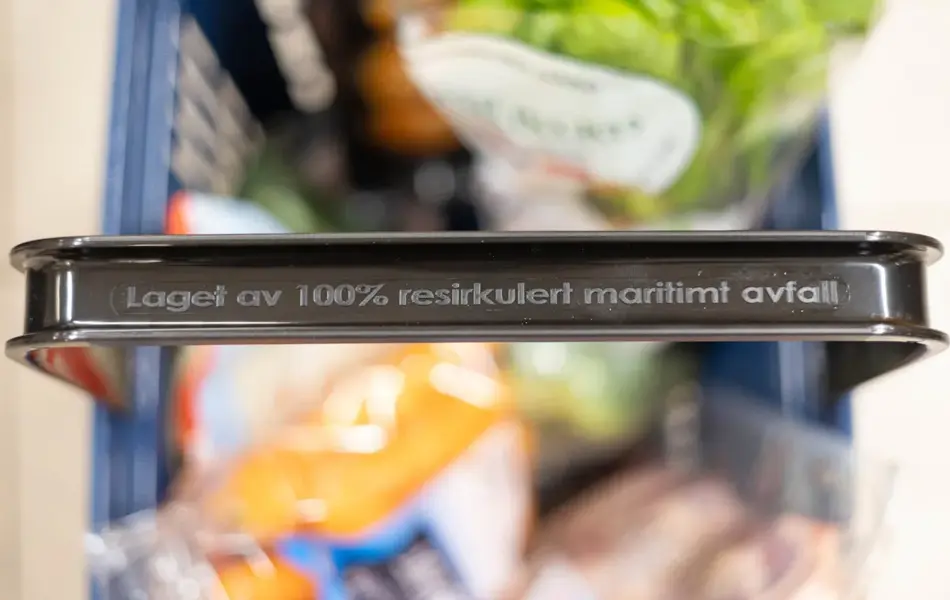 Laget av 100% resirkulert maritimt avfall